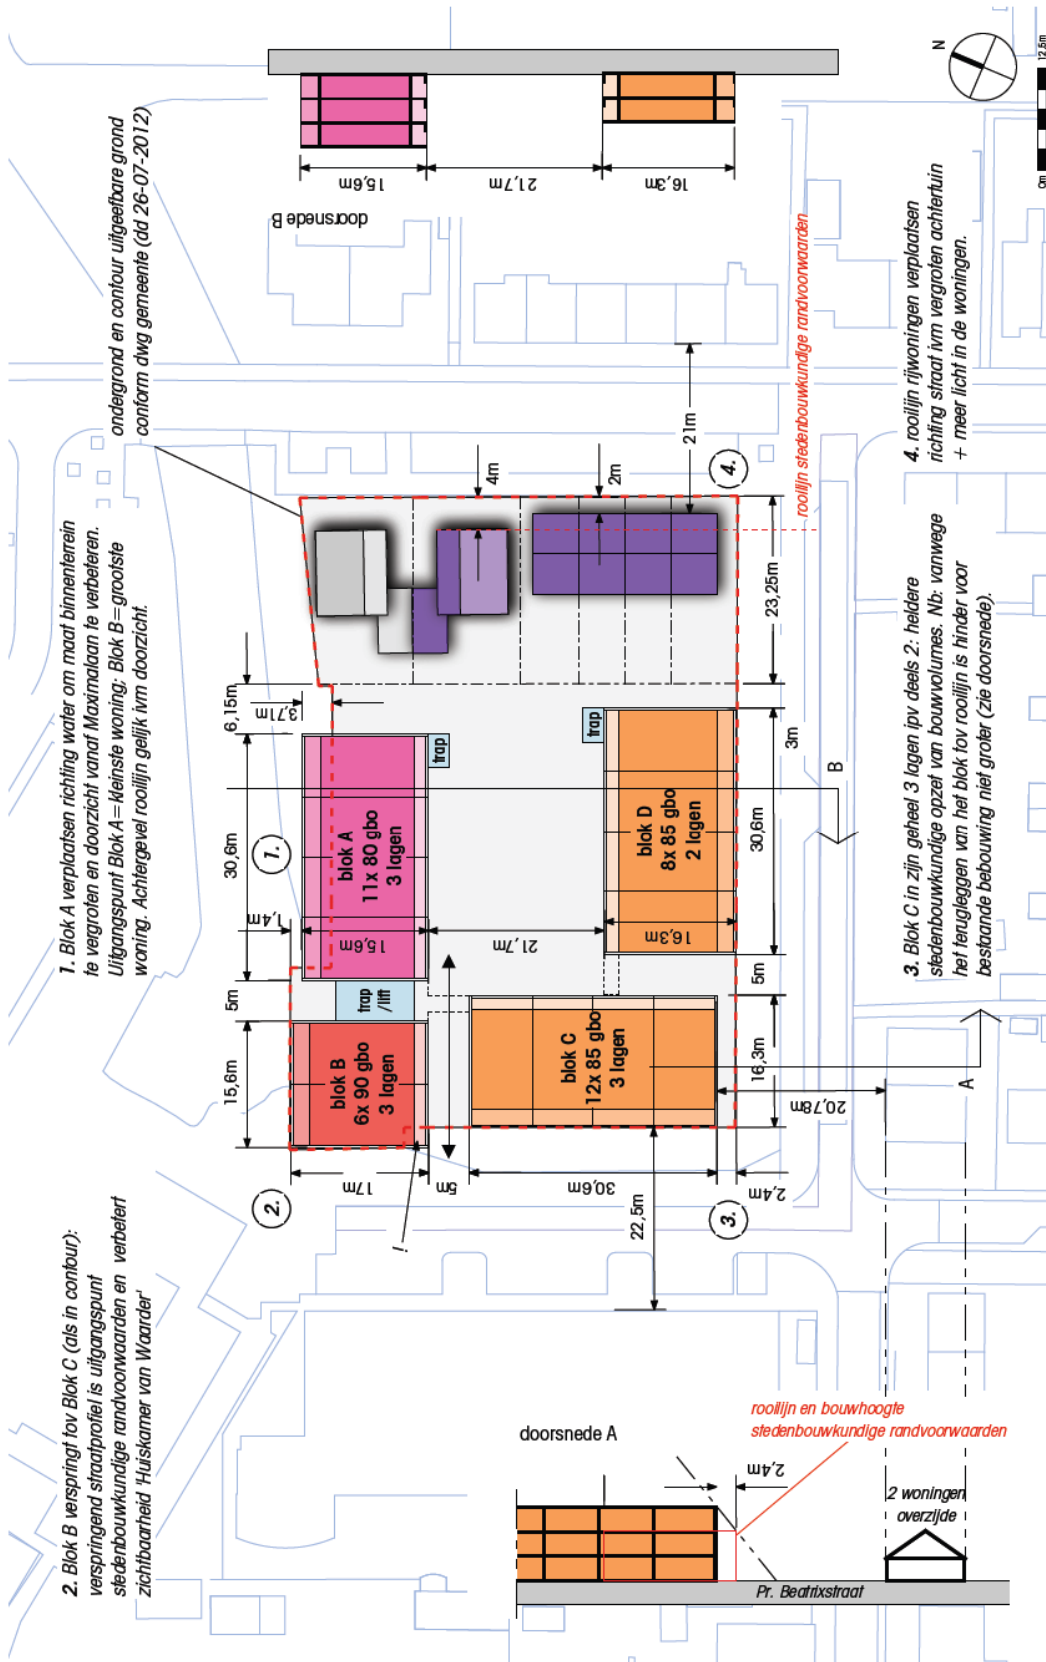 ondergrond en contour uitgeefbare grond
conform dwg gemeente (dd 26-07-2012)
1. Blok A verplaatsen richting water om maat binnenterrein
te vergroten en doorzicht vanaf Maximalaan te verbeteren.
Uitgangspunt Blok A=kleinste woning; Blok B=grootste
woning. Achtergevel rooilijn gelijk ivm doorzicht.
2. Blok B verspringt tov Blok C (als in contour):
verspringend straatprofiel is uitgangspunt
stedenbouwkundige randvoorwaarden en verbetert
zichtbaarheid 'Huiskamer van Waarder'
3. Blok C in zijn geheel 3 lagen ipv deels 2: heldere
stedenbouwkundige opzet van bouwvolumes. Nb: vanwege
het terugleggen van het blok tov rooilijn is hinder voor
bestaande bebouwing niet groter (zie doorsnede).
4. rooilijn rijwoningen verplaatsen
richting straat ivm vergroten achtertuin
+ meer licht in de woningen.
N
0m
12,5m
doorsnede B
15,6m
21,7m
16,3m
rooilijn stedenbouwkundige randvoorwaarden
1.
2.
3.
4.
blok A
11x 80 gbo
3 lagen
blok B
6x 90 gbo
3 lagen
blok C
12x 85 gbo
3 lagen
blok D
8x 85 gbo
2 lagen
trap
trap
trap
/lift
15,6m
5m
30,6m
6,15m
3,71m
1,4m
15,6m
21,7m
16,3m
17m
5m
30,6m
2,4m
22,5m
16,3m
5m
30,6m
3m
23,25m
4m
2m
21m
20,78m
i
A
B
doorsnede A
2,4m
rooilijn en bouwhoogte
stedenbouwkundige randvoorwaarden
2 woningen
overzijde
Pr. Beatrixstraat